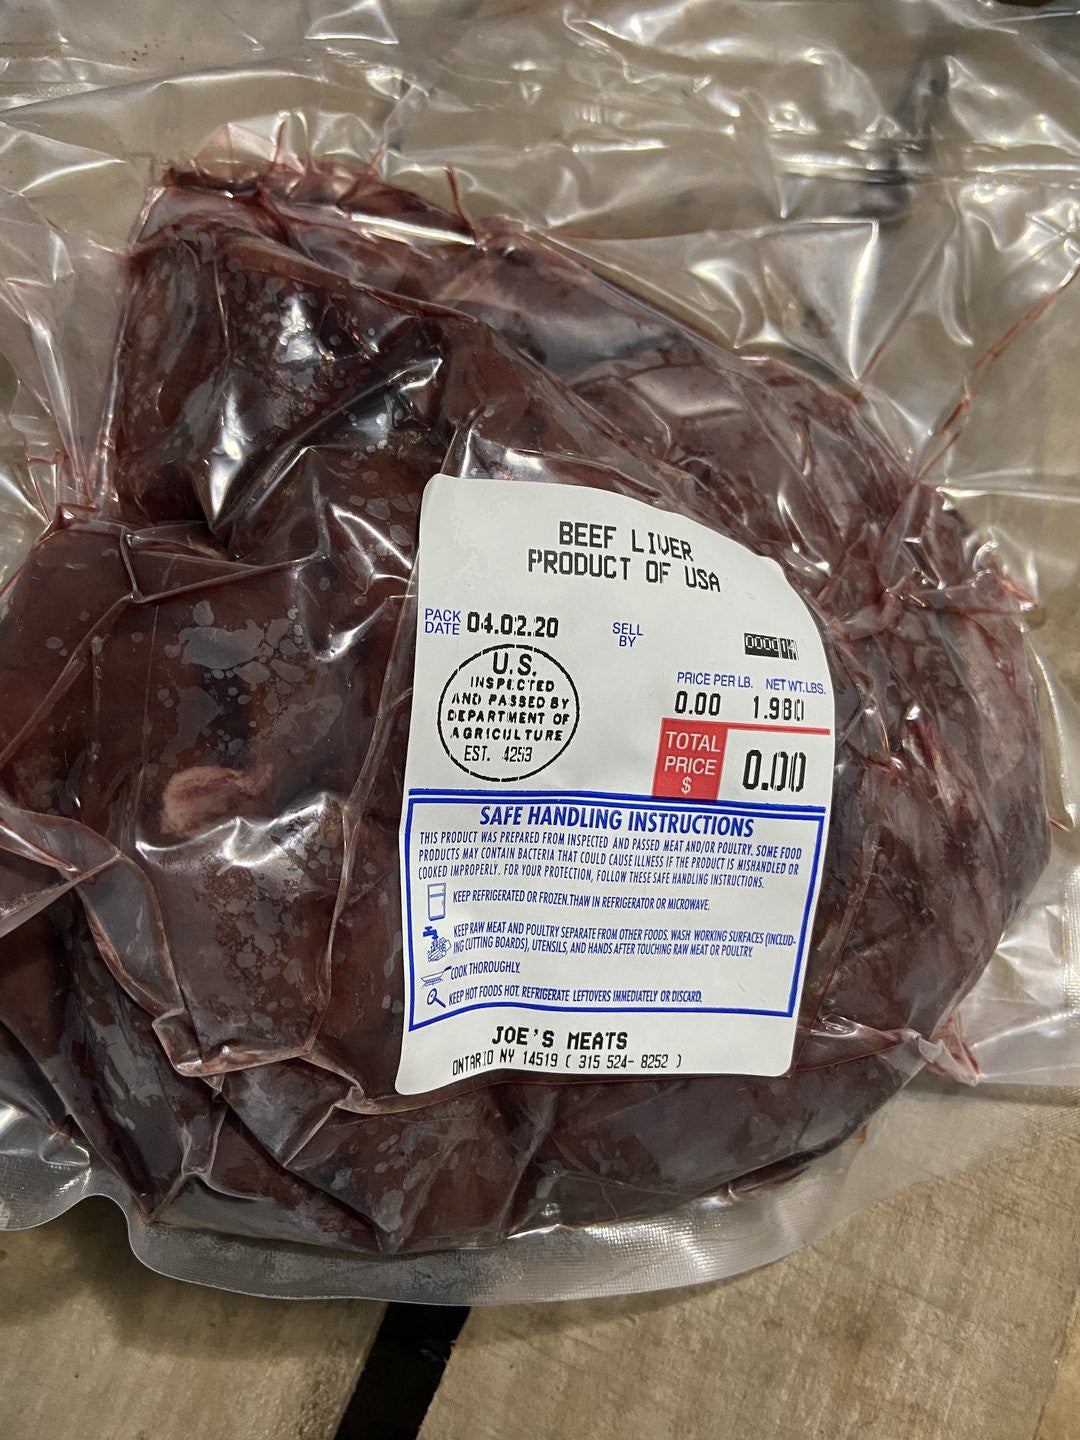 BEEF LIVER
PRODUCT OF USA
PACK DATE 04.02.20
SELL BY
PRICE PER LB. NET WT. LBS.
0.00 1.980
TOTAL PRICE $ 0.00
U.S.
INSPECTED
AND PASSED BY
DEPARTMENT OF
AGRICULTURE
EST. 4253
SAFE HANDLING INSTRUCTIONS
THIS PRODUCT WAS PREPARED FROM INSPECTED AND PASSED MEAT AND/OR POULTRY. SOME FOOD
PRODUCTS MAY CONTAIN BACTERIA THAT COULD CAUSE ILLNESS IF THE PRODUCT IS MISHANDLED OR
COOKED IMPROPERLY. FOR YOUR PROTECTION, FOLLOW THESE SAFE HANDLING INSTRUCTIONS.
KEEP REFRIGERATED OR FROZEN.THAW IN REFRIGERATOR OR MICROWAVE.
KEEP RAW MEAT AND POULTRY SEPARATE FROM OTHER FOODS. WASH WORKING SURFACES (INCLUD-
ING CUTTING BOARDS), UTENSILS, AND HANDS AFTER TOUCHING RAW MEAT OR POULTRY.
COOK THOROUGHLY.
KEEP HOT FOODS HOT. REFRIGERATE LEFTOVERS IMMEDIATELY OR DISCARD.
JOE'S MEATS
ONTARIO NY 14519 ( 315 524- 8252 )